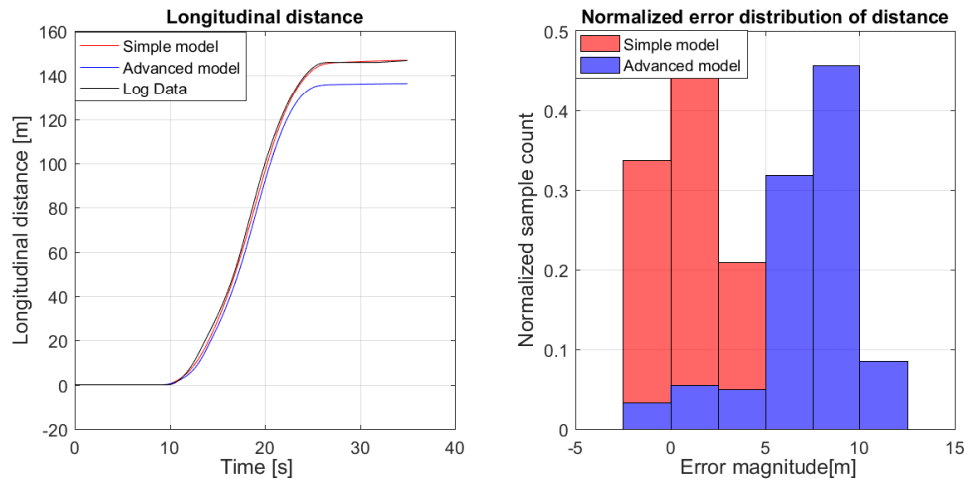 Longitudinal distance
Simple model
Advanced model
Log Data
160
140
120
100
80
60
40
20
0
-20
Longitudinal distance [m]
0
10
20
30
40
Time [s]
Normalized error distribution of distance
Simple model
Advanced model
0.5
0.4
0.3
0.2
0.1
0
Normalized sample count
-5
0
5
10
15
Error magnitude[m]